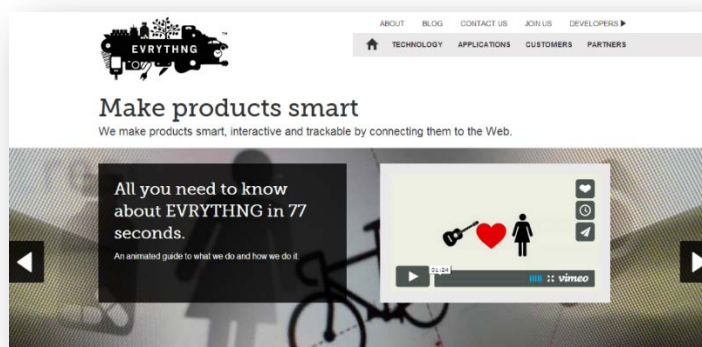 ABOUT BLOG CONTACT US JOIN US DEVELOPERS
EVRYTHNG
TECHNOLOGY APPLICATIONS CUSTOMERS PARTNERS
Make products smart
We make products smart, interactive and trackable by connecting them to the Web.
All you need to know
about EVRYTHNG in 77
seconds.
An animated guide to what we do and how we do it
01:24
vimeo